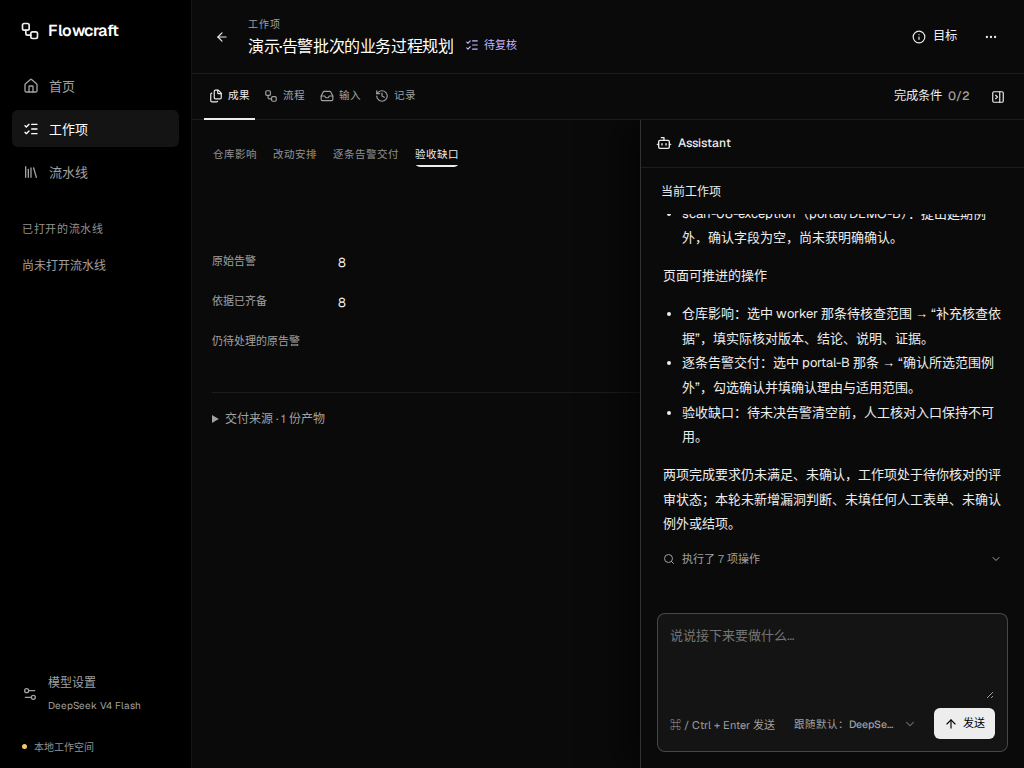 Flowcraft
首页
工作项
流水线
已打开的流水线
尚未打开流水线
模型设置
DeepSeek V4 Flash
本地工作空间
工作项
演示·告警批次的业务过程规划
待复核
目标
成果
流程
输入
记录
完成条件 0/2
仓库影响
改动安排
逐条告警交付
验收缺口
原始告警
8
依据已齐备
8
仍待处理的原告警
交付来源 · 1 份产物
Assistant
当前工作项
scan-08-exception（portal/DEMO-B）：提出延期例
外，确认字段为空，尚未获明确确认。
页面可推进的操作
仓库影响：选中 worker 那条待核查范围 → “补充核查依
据”，填实际核对版本、结论、说明、证据。
逐条告警交付：选中 portal-B 那条 → “确认所选范围例
外”，勾选确认并填确认理由与适用范围。
验收缺口：待未决告警清空前，人工核对入口保持不可
用。
两项完成要求仍未满足、未确认，工作项处于待你核对的评
审状态；本轮未新增漏洞判断、未填任何人工表单、未确认
例外或结项。
执行了 7 项操作
说说接下来要做什么…
⌘ / Ctrl + Enter 发送
跟随默认：DeepSe...
发送